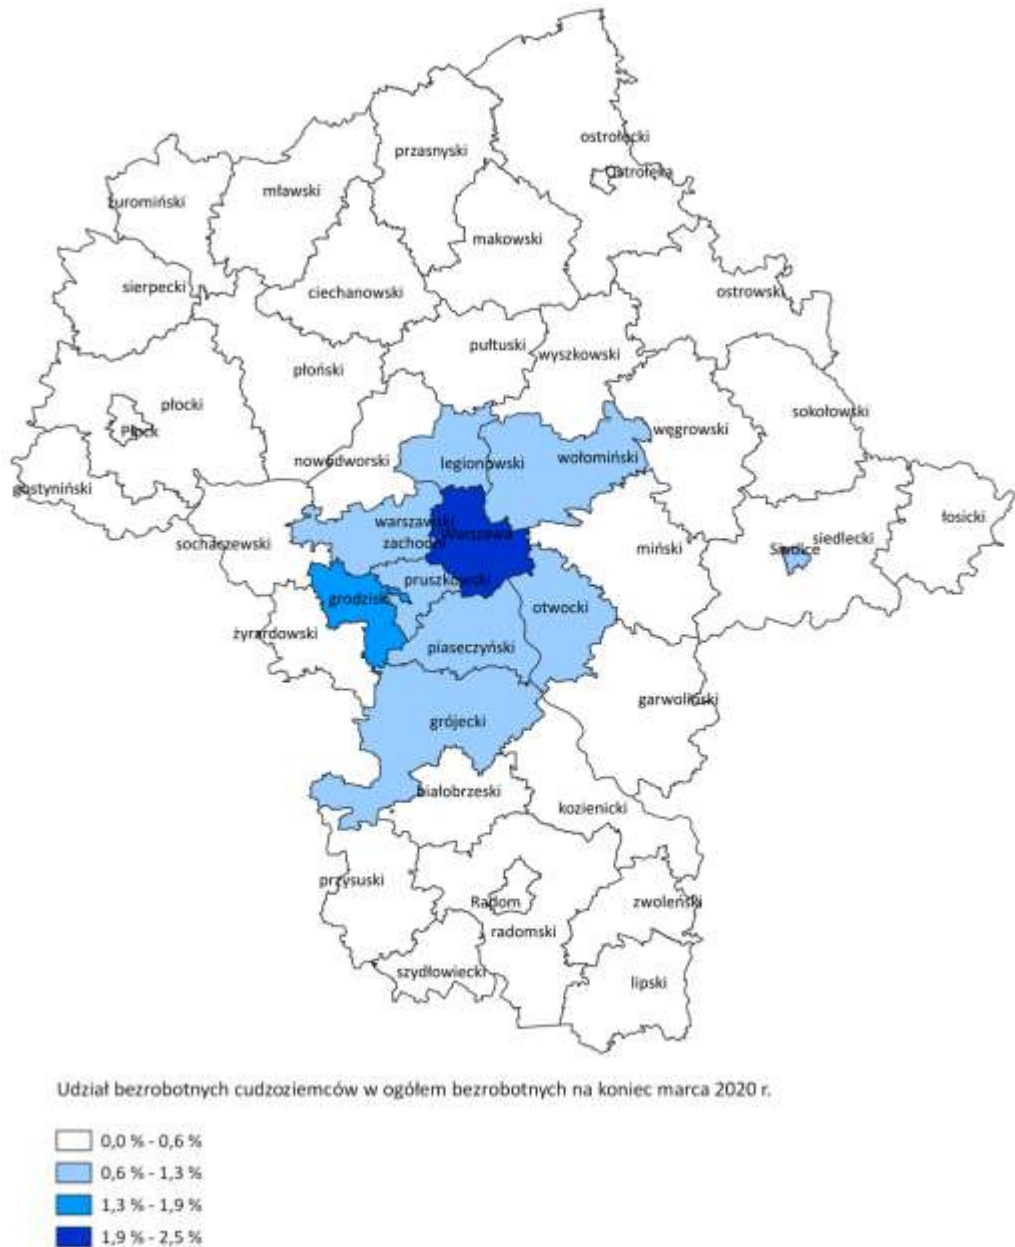 ostrołęcki
przasnyski
Ostrołęka
mławski
żuromiński
makowski
sierpecki
ciechanowski
ostrowski
pułtuski
wyszkowski
płoński
płocki
sokołowski
Płock
węgrowski
wołomiński
nowodworski
legionowski
gostyniński
łosicki
warszawski
zachodni
Warszawa
siedlecki
sochaczewski
miński
Siedlce
pruszkowski
grodziski
otwocki
żyrardowski
piaseczyński
garwoliński
grójecki
białobrzeski
kozienicki
przysuski
Radom
zwoleński
radomski
szydłowiecki
lipski
Udział bezrobotnych cudzoziemców w ogółem bezrobotnych na koniec marca 2020 r.
0,0 % - 0,6 %
0,6 % - 1,3 %
1,3 % - 1,9 %
1,9 % - 2,5 %